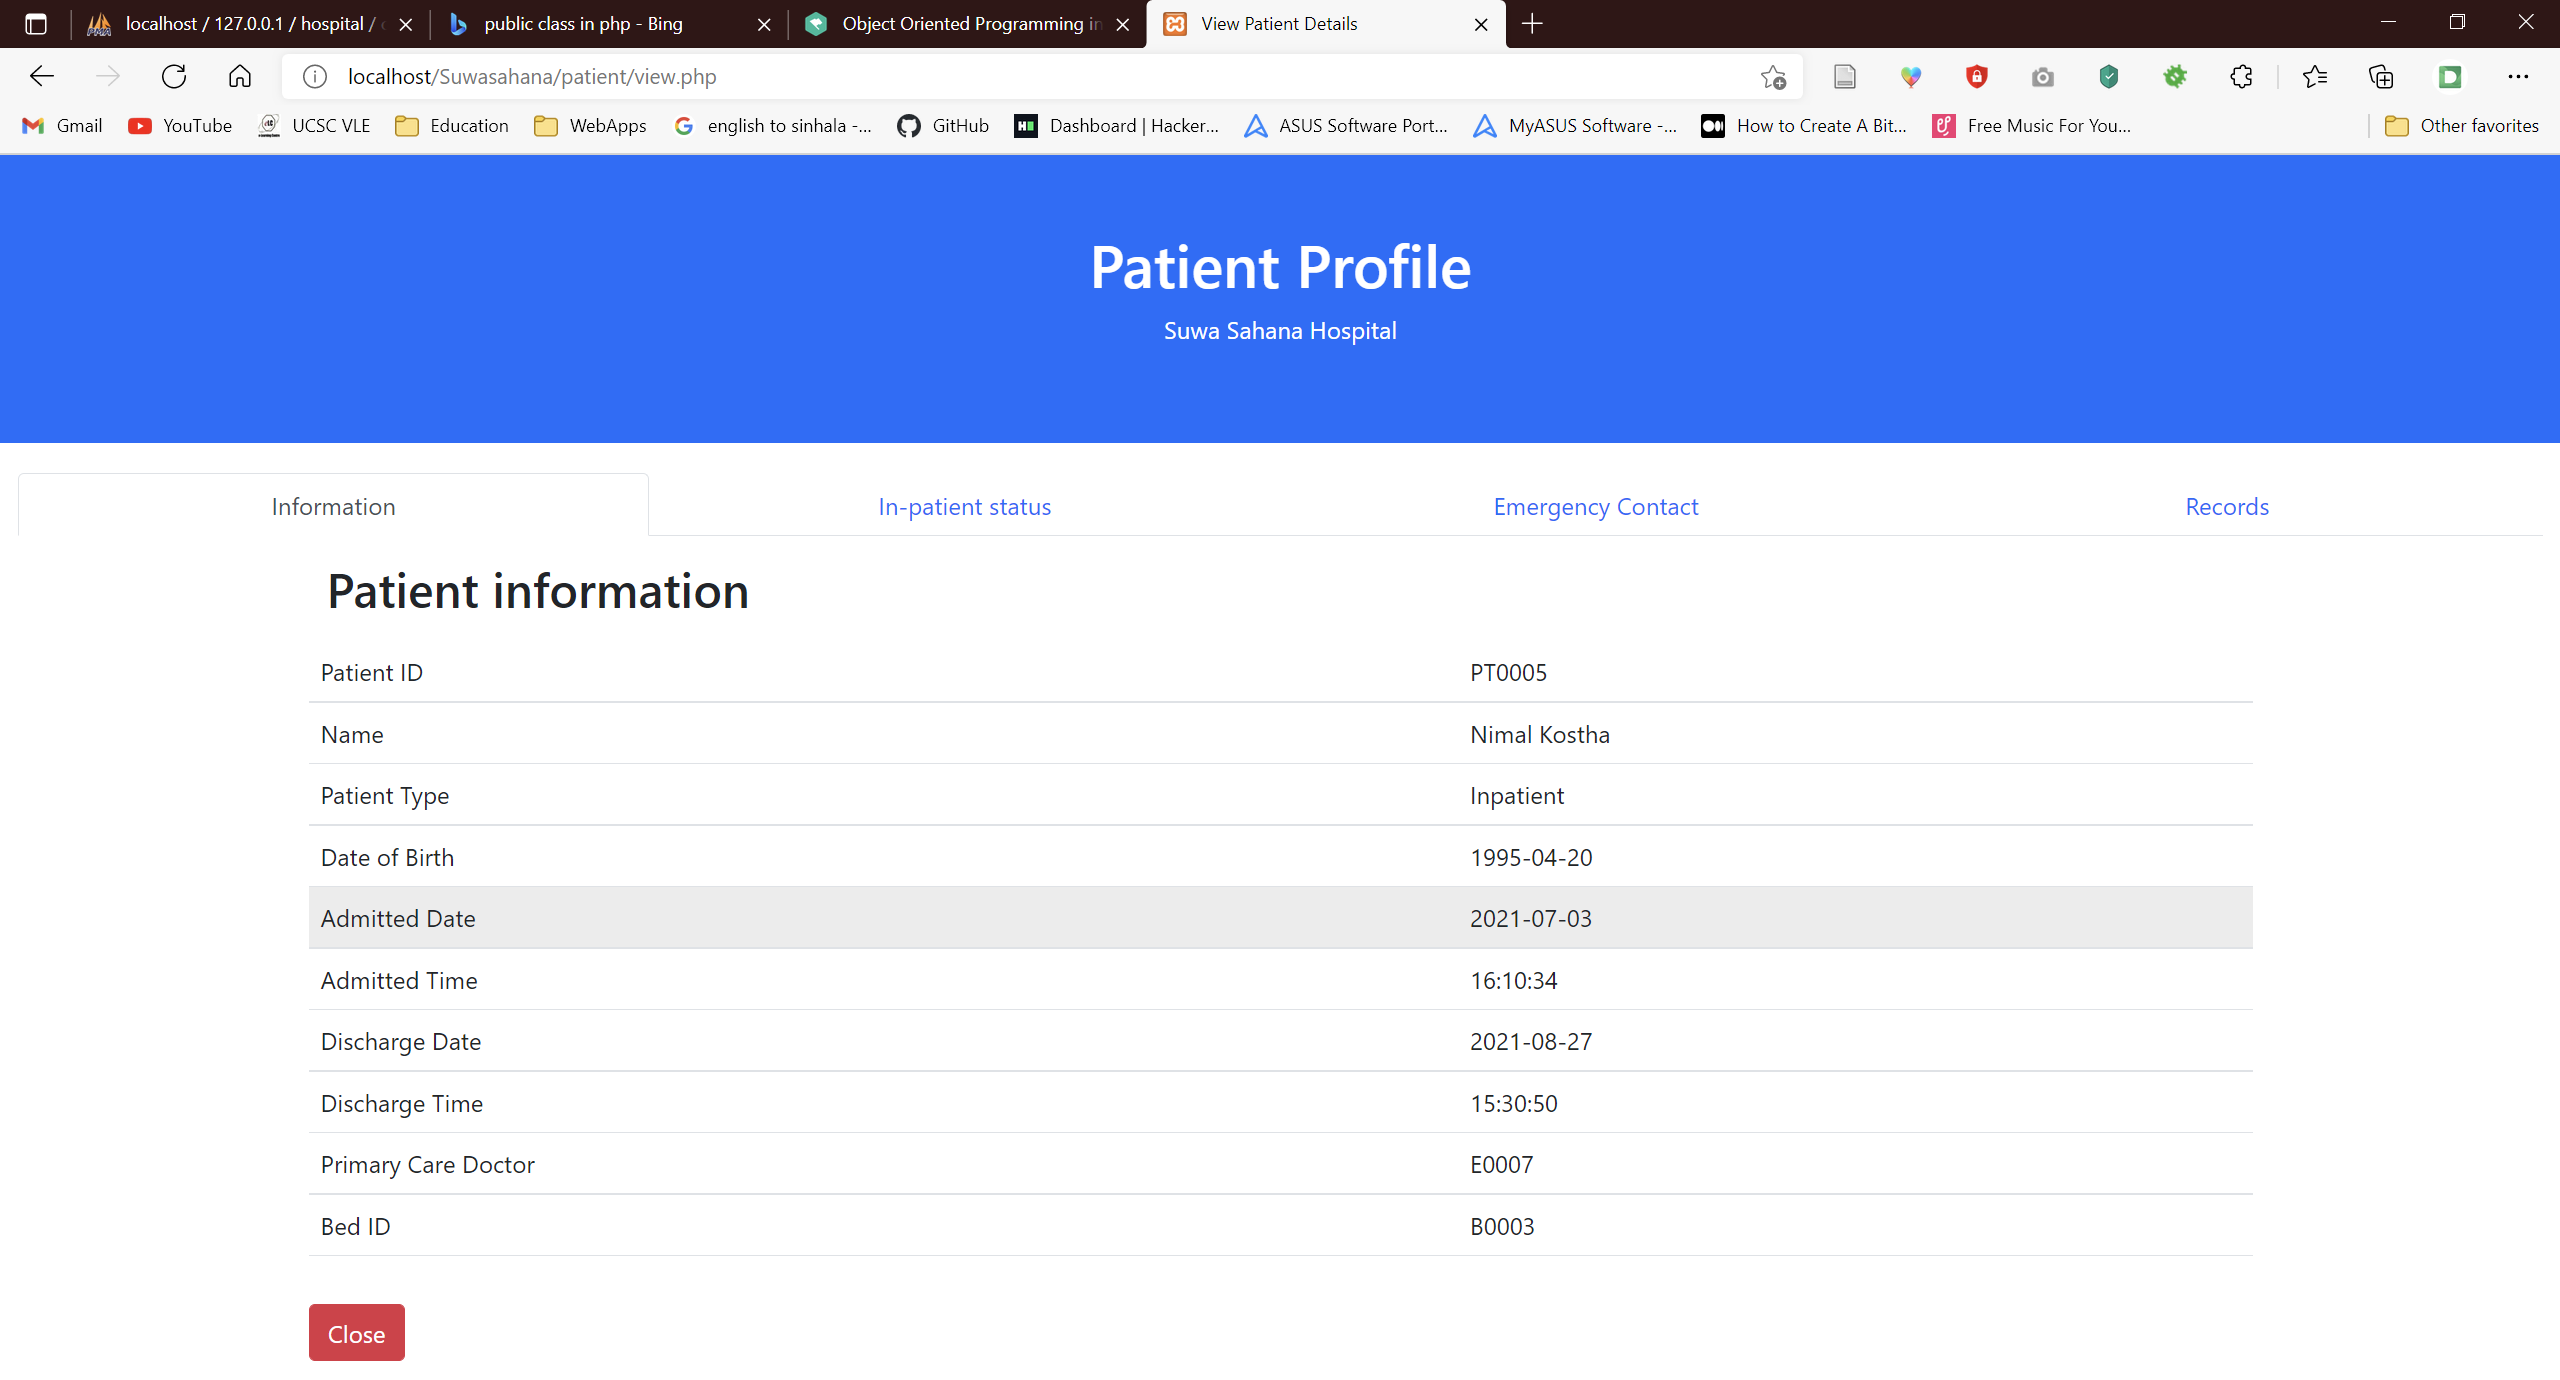 localhost / 127.0.0.1 / hospital /
public class in php - Bing
Object Oriented Programming in
View Patient Details
localhost/Suwasahana/patient/view.php
Gmail YouTube UCSC VLE Education WebApps english to sinhala -... GitHub Dashboard | Hacker... ASUS Software Port... MyASUS Software -... How to Create A Bit... Free Music For You... Other favorites
Patient Profile
Suwa Sahana Hospital
Information In-patient status Emergency Contact Records
Patient information
Patient ID PT0005
Name Nimal Kostha
Patient Type Inpatient
Date of Birth 1995-04-20
Admitted Date 2021-07-03
Admitted Time 16:10:34
Discharge Date 2021-08-27
Discharge Time 15:30:50
Primary Care Doctor E0007
Bed ID B0003
Close